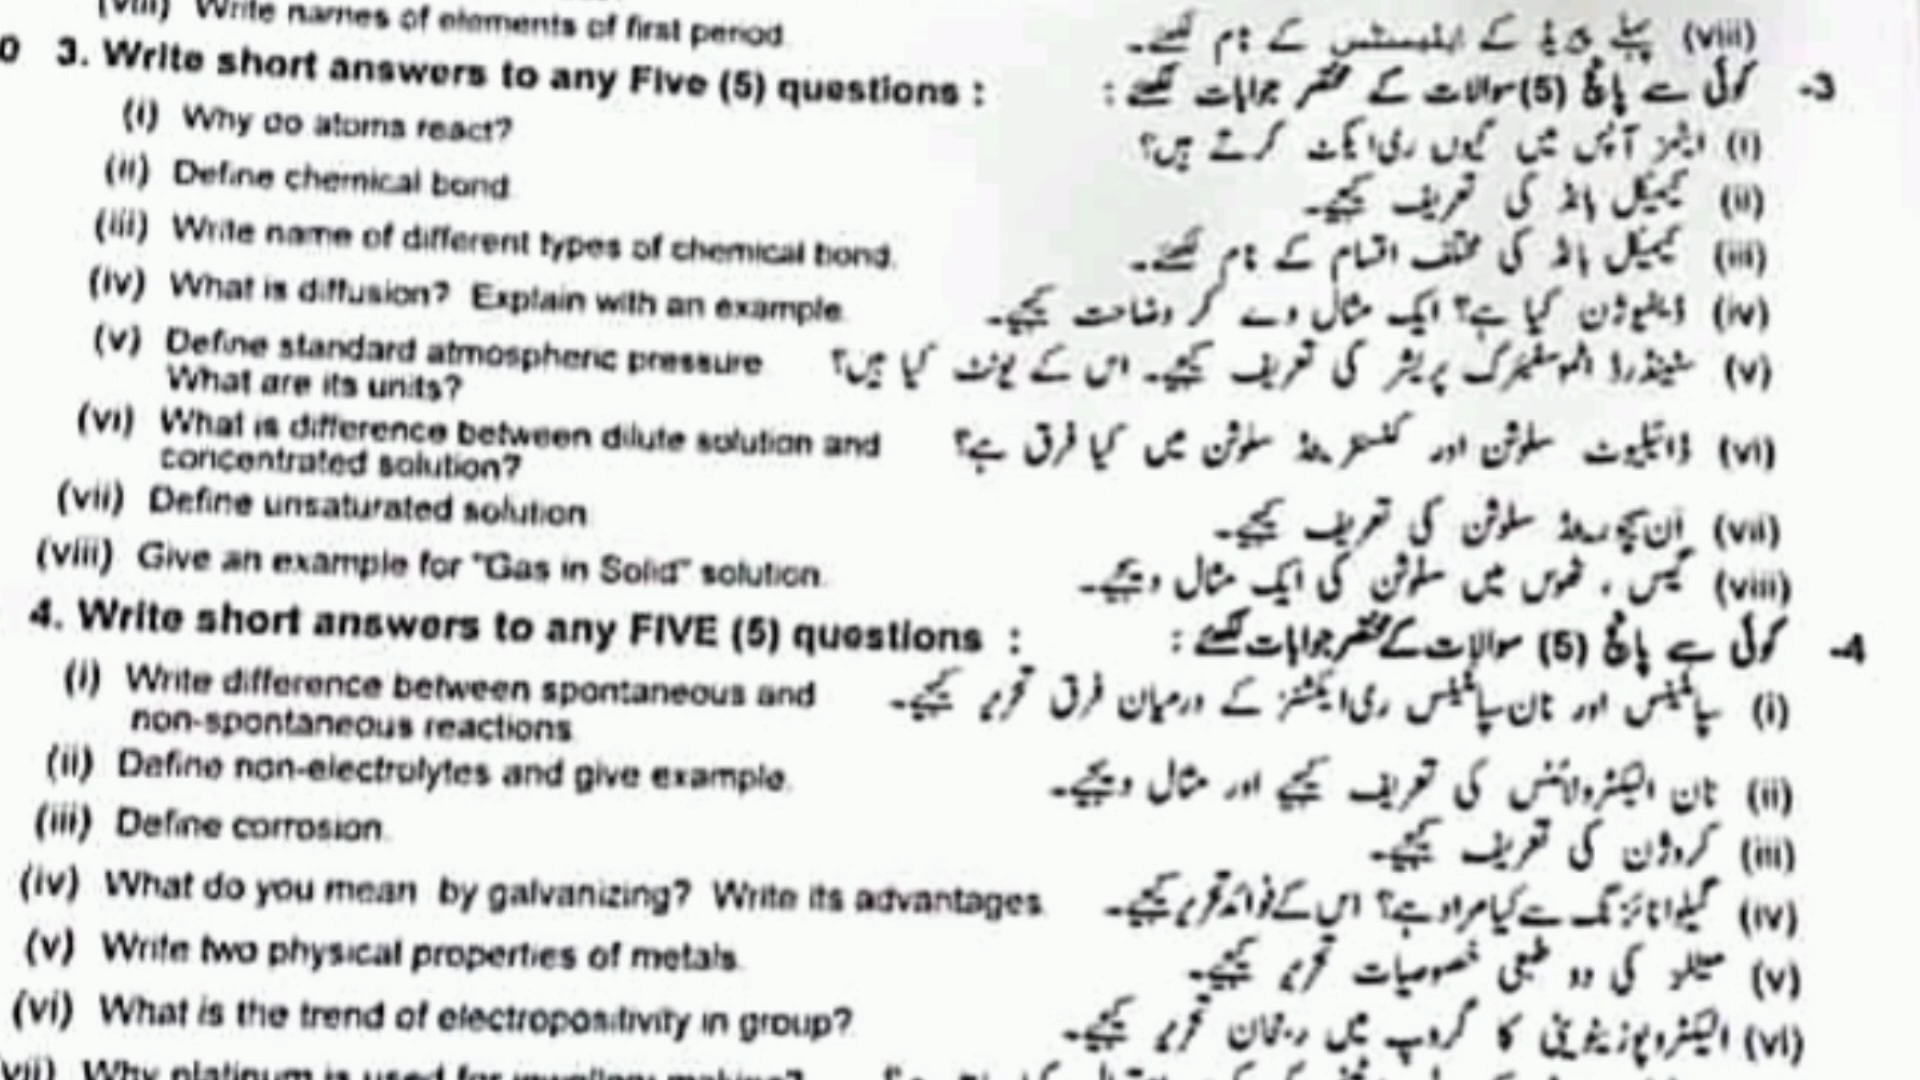 (viii) Write names of elements of first period.
(viii) پہلے پیریڈ کے ایلیمنٹس کے نام لکھئے۔
3. Write short answers to any Five (5) questions :
3- کوئی سے پانچ (5) سوالات کے مختصر جوابات لکھئے :
(i) Why do atoms react?
(i) ایٹمز آپس میں کیوں ری ایکٹ کرتے ہیں؟
(ii) Define chemical bond.
(ii) کیمیکل بانڈ کی تعریف کیجیے۔
(iii) Write name of different types of chemical bond.
(iii) کیمیکل بانڈ کی مختلف اقسام کے نام لکھئے۔
(iv) What is diffusion? Explain with an example.
(iv) ڈفیوژن کیا ہے؟ ایک مثال دے کر وضاحت کیجیے۔
(v) Define standard atmospheric pressure.
What are its units?
(v) سٹینڈرڈ اٹموسفیرک پریشر کی تعریف کیجیے۔ اس کے یونٹ کیا ہیں؟
(vi) What is difference between dilute solution and
concentrated solution?
(vi) ڈائیلیوٹ سلوشن اور کنسنٹریٹڈ سلوشن میں کیا فرق ہے؟
(vii) Define unsaturated solution.
(vii) اَن سیچوریٹڈ سلوشن کی تعریف کیجیے۔
(viii) Give an example for "Gas in Solid" solution.
(viii) گیس ، ٹھوس میں سلوشن کی ایک مثال دیجیے۔
4. Write short answers to any FIVE (5) questions :
4- کوئی سے پانچ (5) سوالات کے مختصر جوابات لکھئے :
(i) Write difference between spontaneous and
non-spontaneous reactions.
(i) سپانٹینیس اور نان سپانٹینیس ری ایکشنز کے درمیان فرق تحریر کیجیے۔
(ii) Define non-electrolytes and give example.
(ii) نان الیکٹرولائٹس کی تعریف کیجیے اور مثال دیجیے۔
(iii) Define corrosion.
(iii) کروژن کی تعریف کیجیے۔
(iv) What do you mean by galvanizing? Write its advantages.
(iv) گیلوانائزنگ سے کیا مراد ہے؟ اس کے فوائد تحریر کیجیے۔
(v) Write two physical properties of metals.
(v) میٹلز کی دو طبعی خصوصیات تحریر کیجیے۔
(vi) What is the trend of electropositivity in group?
(vi) الیکٹروپوزیٹویٹی کا گروپ میں رجحان تحریر کیجیے۔
(vii) Why platinum is used for jewellery making?